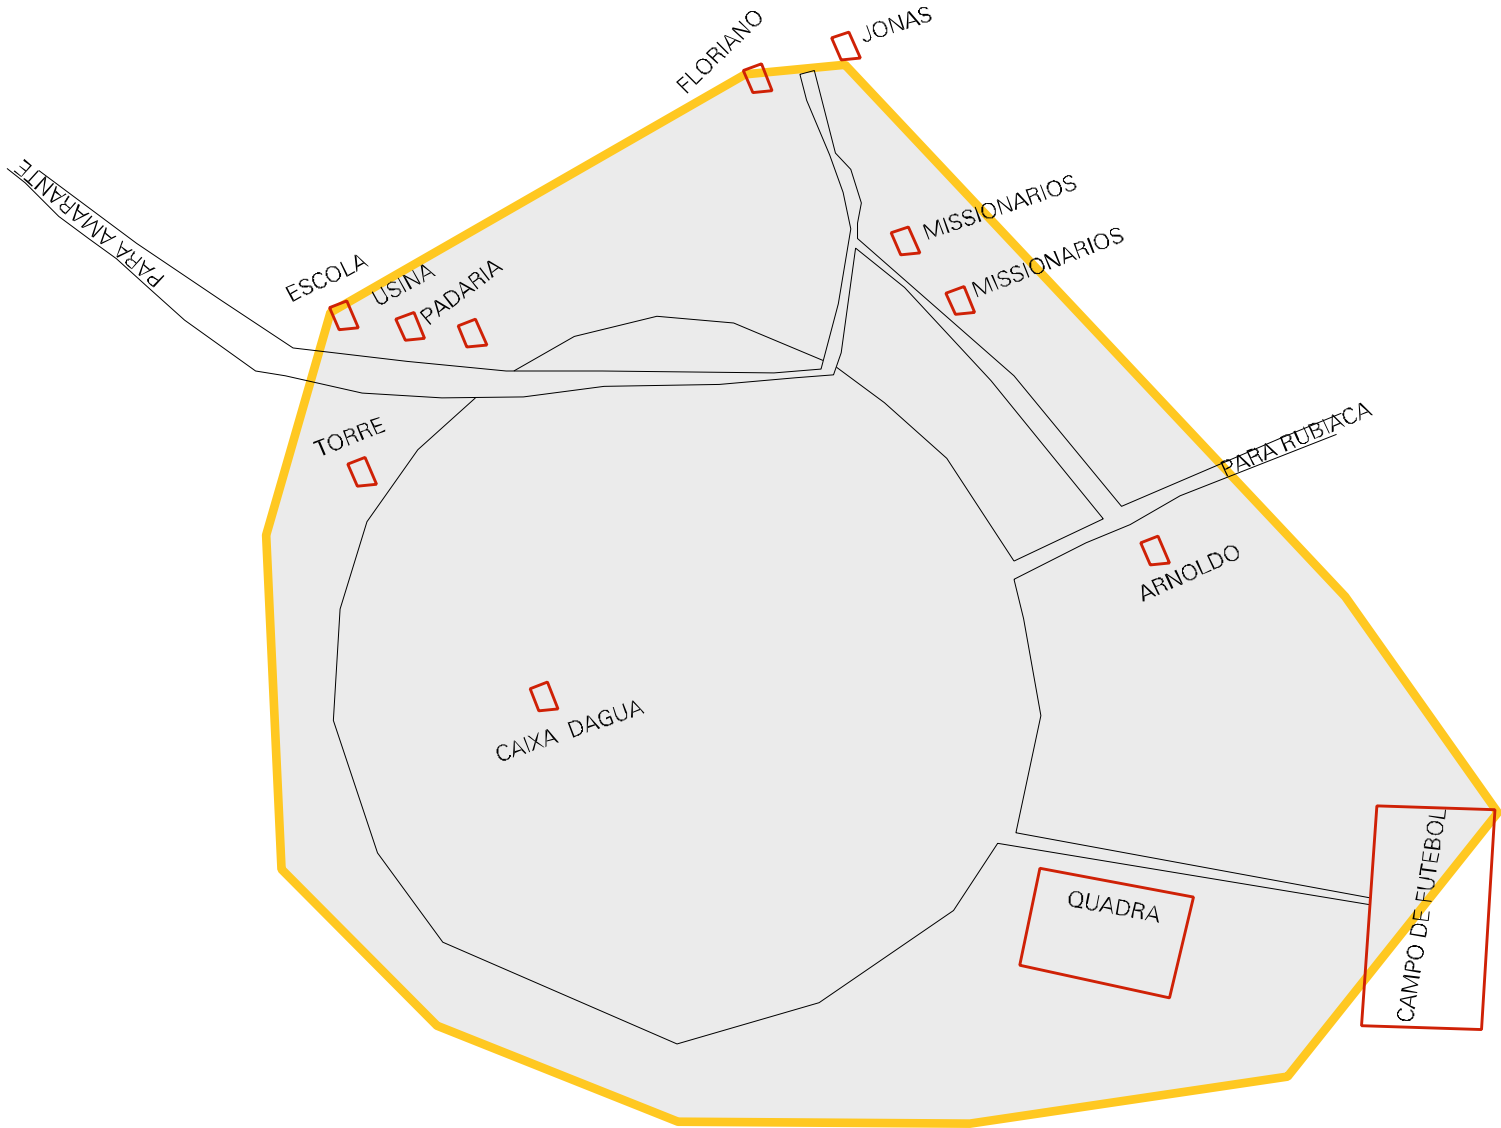 JONAS
FLORIANO
PARA AMARANTE
MISSIONARIOS
MISSIONARIOS
ESCOLA
USINA
PADARIA
PARA RUBIACA
TORRE
ARNOLDO
CAIXA DAGUA
CAMPO DE FUTEBOL
QUADRA